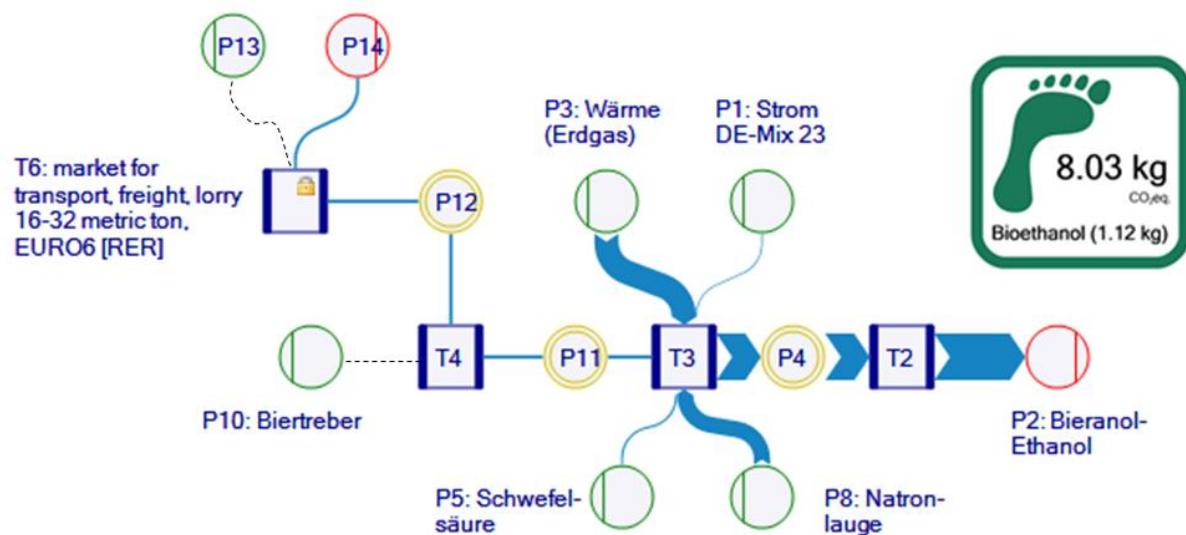 P13
P14
T6: market for
transport, freight, lorry
16-32 metric ton,
EURO6 [RER]
P12
P3: Wärme
(Erdgas)
P1: Strom
DE-Mix 23
8.03 kg
CO₂eq.
Bioethanol (1.12 kg)
T4
P11
T3
P4
T2
P10: Biertreber
P2: Bieranol-
Ethanol
P5: Schwefel-
säure
P8: Natron-
lauge